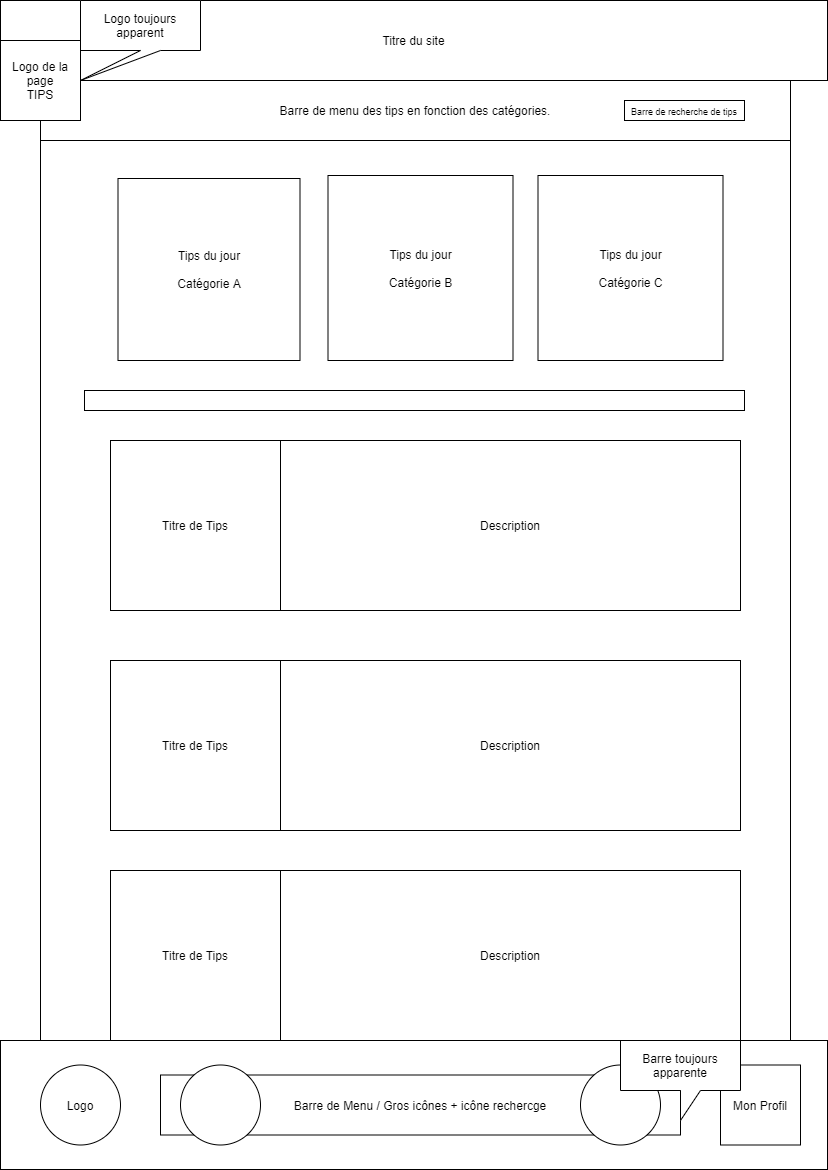 Logo toujours
apparent
Titre du site
Logo de la
page
TIPS
Barre de menu des tips en fonction des catégories.
Barre de recherche de tips
Tips du jour
Catégorie A
Tips du jour
Catégorie B
Tips du jour
Catégorie C
Titre de Tips
Description
Titre de Tips
Description
Titre de Tips
Description
Barre toujours
apparente
Logo
Barre de Menu / Gros icônes + icône rechercge
Mon Profil